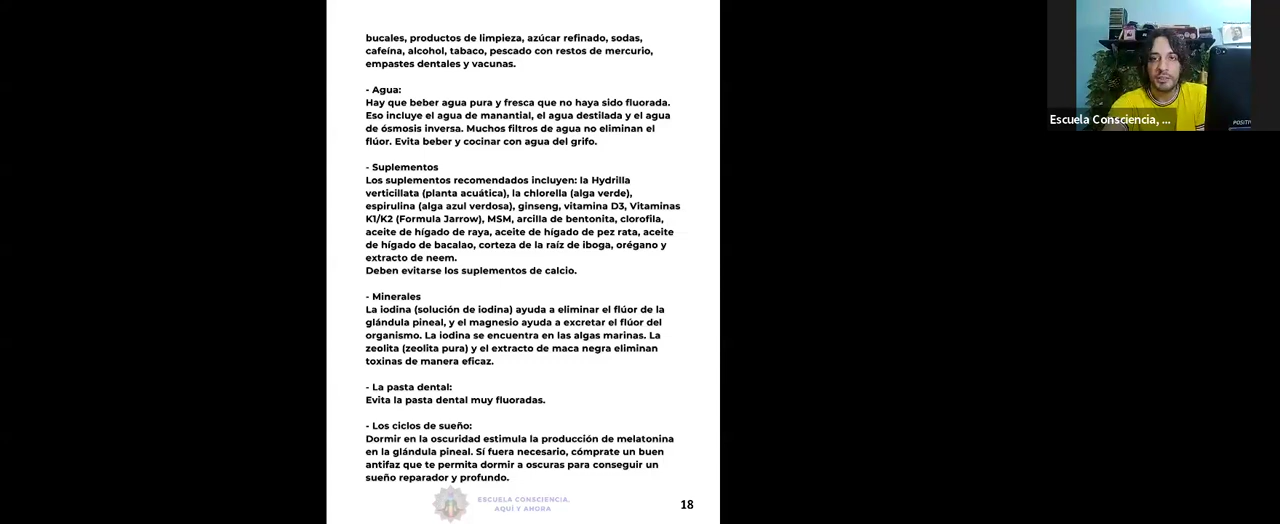 bucales, productos de limpieza, azúcar refinado, sodas,
cafeína, alcohol, tabaco, pescado con restos de mercurio,
empastes dentales y vacunas.
- Agua:
Hay que beber agua pura y fresca que no haya sido fluorada.
Eso incluye el agua de manantial, el agua destilada y el agua
de ósmosis inversa. Muchos filtros de agua no eliminan el
flúor. Evita beber y cocinar con agua del grifo.
- Suplementos
Los suplementos recomendados incluyen: la Hydrilla
verticillata (planta acuática), la chlorella (alga verde),
espirulina (alga azul verdosa), ginseng, vitamina D3, Vitaminas
K1/K2 (Formula Jarrow), MSM, arcilla de bentonita, clorofila,
aceite de hígado de raya, aceite de hígado de pez rata, aceite
de hígado de bacalao, corteza de la raíz de iboga, orégano y
extracto de neem.
Deben evitarse los suplementos de calcio.
- Minerales
La iodina (solución de iodina) ayuda a eliminar el flúor de la
glándula pineal, y el magnesio ayuda a excretar el flúor del
organismo. La iodina se encuentra en las algas marinas. La
zeolita (zeolita pura) y el extracto de maca negra eliminan
toxinas de manera eficaz.
- La pasta dental:
Evita la pasta dental muy fluoradas.
- Los ciclos de sueño:
Dormir en la oscuridad estimula la producción de melatonina
en la glándula pineal. Sí fuera necesario, cómprate un buen
antifaz que te permita dormir a oscuras para conseguir un
sueño reparador y profundo.
ESCUELA CONSCIENCIA,
AQUÍ Y AHORA
18
Escuela Consciencia, ...
POSITI